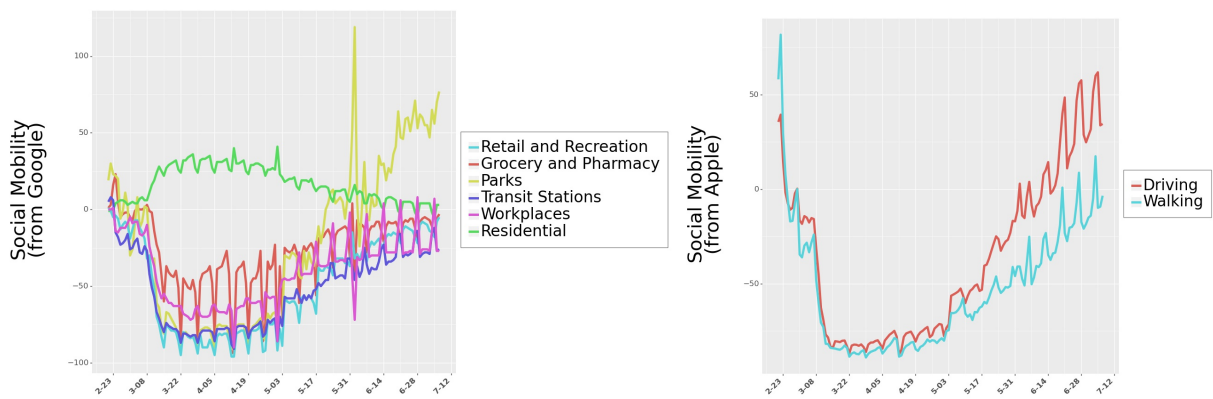 Social Mobility
(from Google)
100
50
0
−50
−100
2-23
3-08
3-22
4-05
4-19
5-03
5-17
5-31
6-14
6-28
7-12
Retail and Recreation
Grocery and Pharmacy
Parks
Transit Stations
Workplaces
Residential
Social Mobility
(from Apple)
50
0
−50
2-23
3-08
3-22
4-05
4-19
5-03
5-17
5-31
6-14
6-28
7-12
Driving
Walking